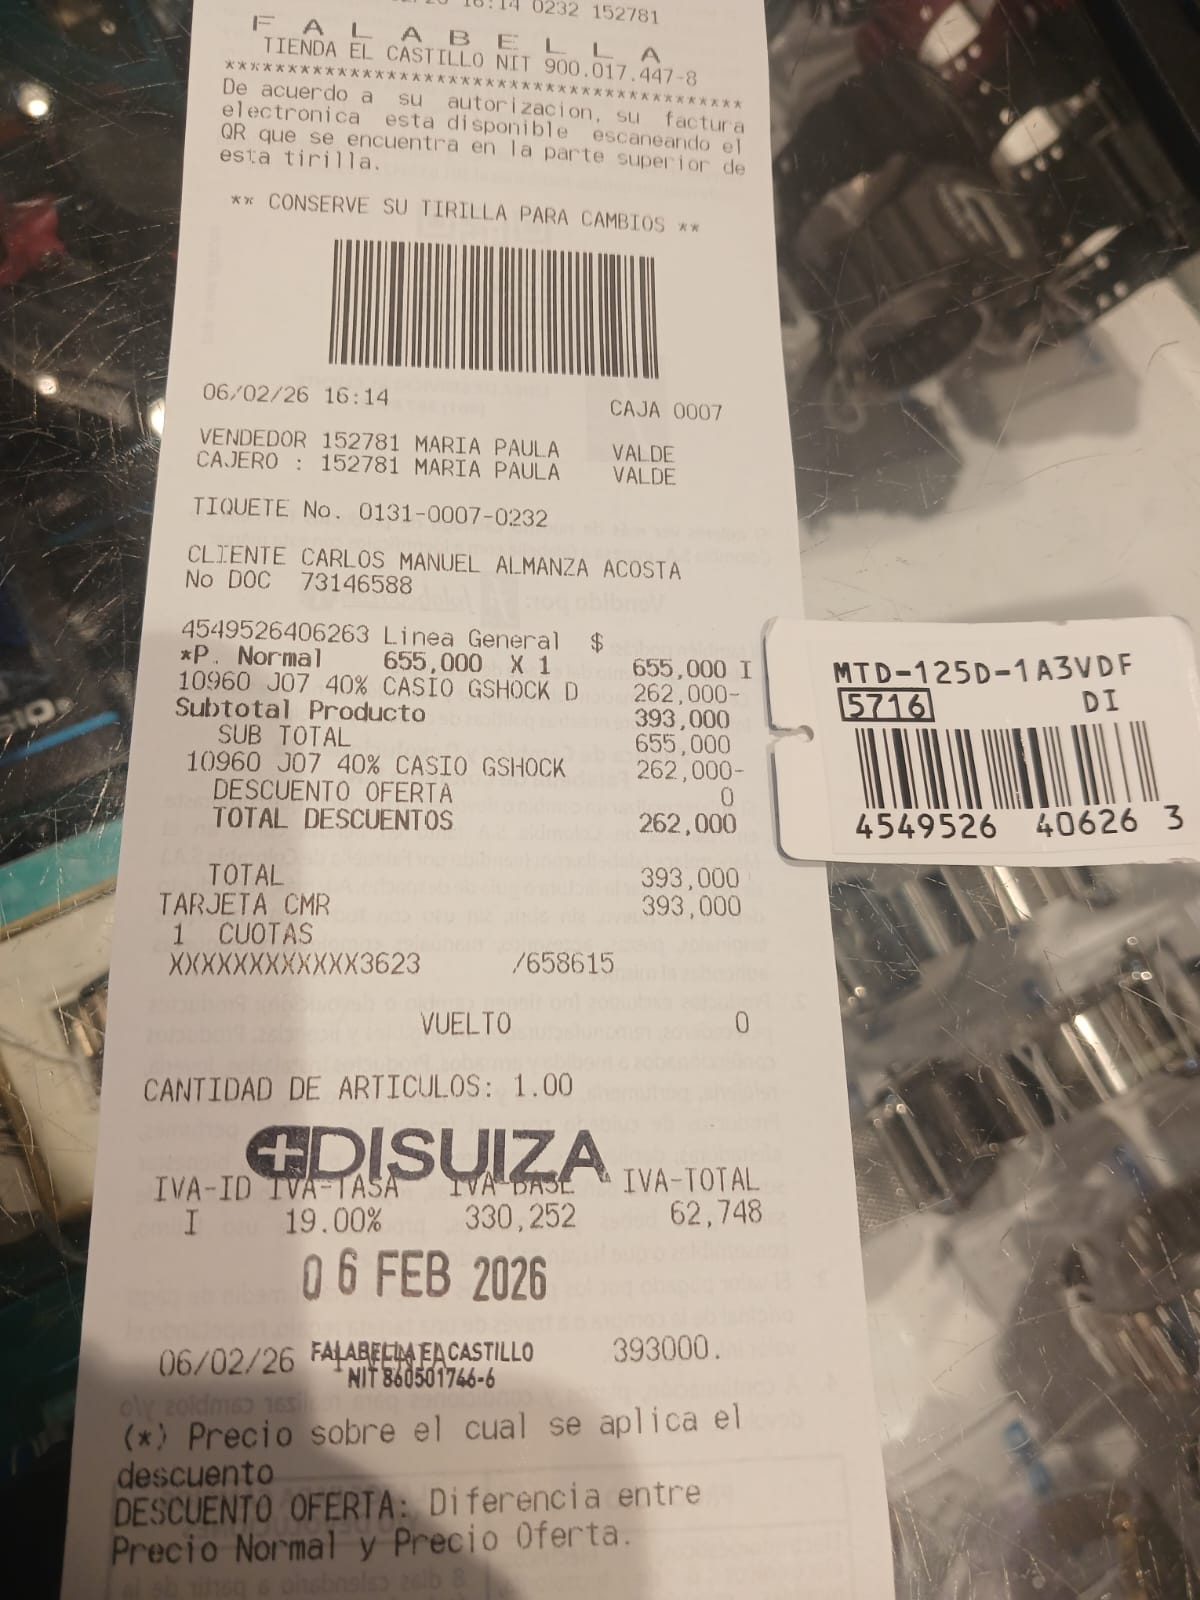 16:14 0232 152781
F A L A B E L L A
TIENDA EL CASTILLO NIT 900.017.447-8
******************************************
De acuerdo a su autorizacion, su factura
electronica esta disponible escaneando el
QR que se encuentra en la parte superior de
esta tirilla.
** CONSERVE SU TIRILLA PARA CAMBIOS **
06/02/26 16:14 CAJA 0007
VENDEDOR 152781 MARIA PAULA VALDE
CAJERO : 152781 MARIA PAULA VALDE
TIQUETE No. 0131-0007-0232
CLIENTE CARLOS MANUEL ALMANZA ACOSTA
No DOC 73146588
4549526406263 Linea General $
*P. Normal 655,000 X 1 655,000 I
10960 J07 40% CASIO GSHOCK D 262,000-
Subtotal Producto 393,000
SUB TOTAL 655,000
10960 J07 40% CASIO GSHOCK 262,000-
DESCUENTO OFERTA 0
TOTAL DESCUENTOS 262,000
TOTAL 393,000
TARJETA CMR 393,000
1 CUOTAS
XXXXXXXXXXXX3623 /658615
VUELTO 0
CANTIDAD DE ARTICULOS: 1.00
DISUIZA
IVA-ID IVA-TASA IVA-BASE IVA-TOTAL
I 19.00% 330,252 62,748
06 FEB 2026
06/02/26 FALABELLA EL CASTILLO 393000.
NIT 860501746-6
(*) Precio sobre el cual se aplica el
descuento
DESCUENTO OFERTA: Diferencia entre
Precio Normal y Precio Oferta.
MTD-125D-1A3VDF
5716 DI
4549526 40626 3